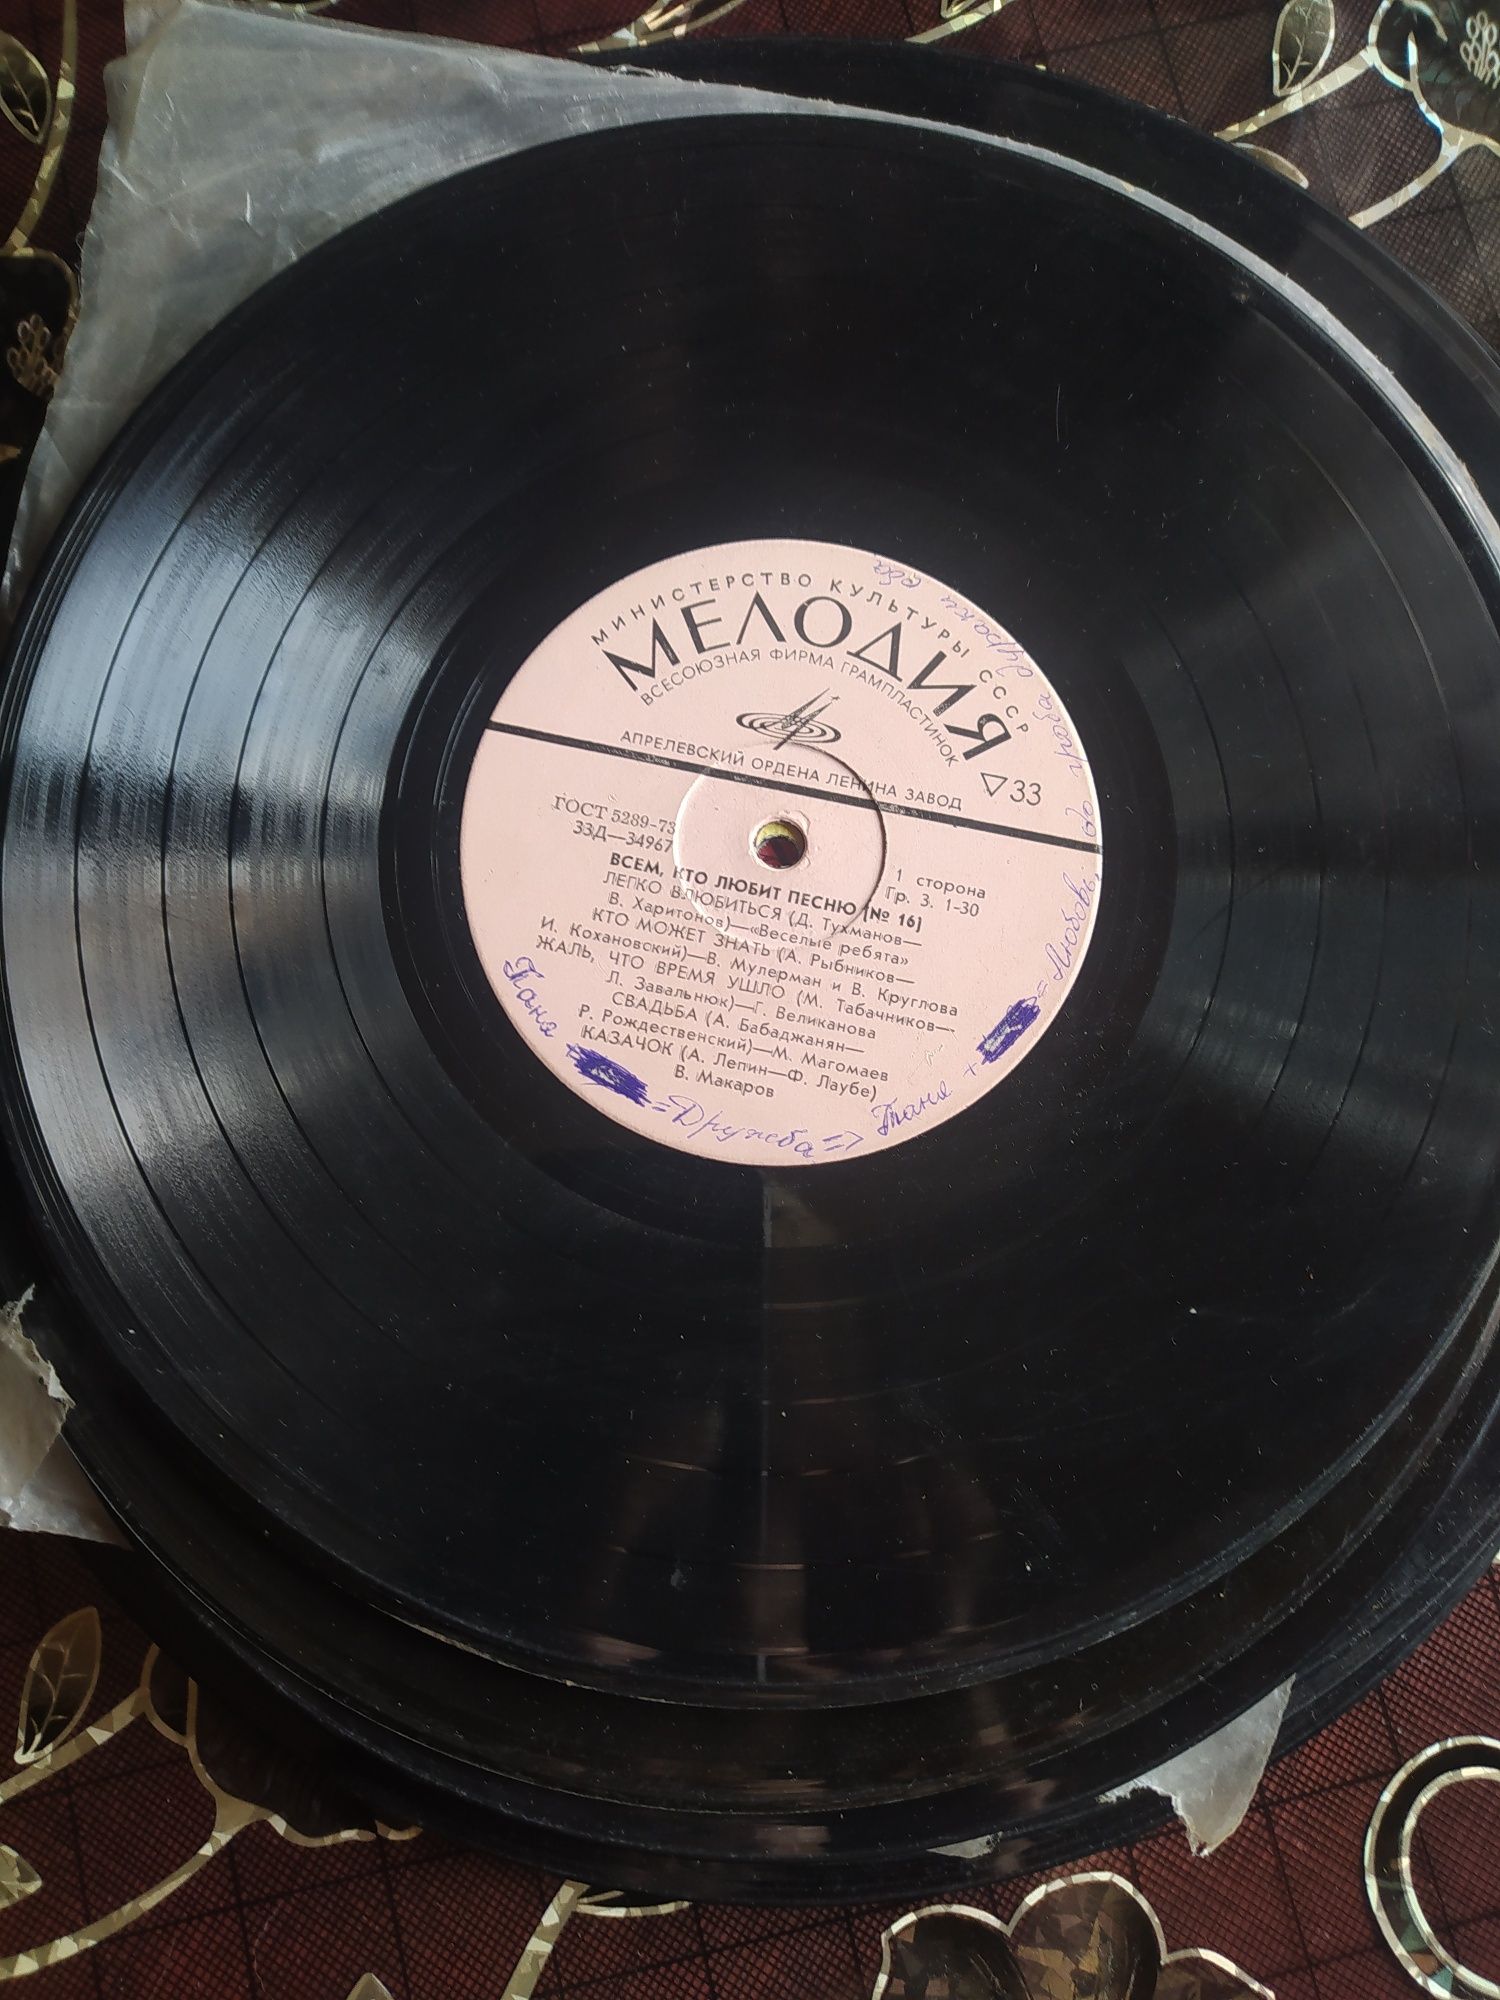 МИНИСТЕРСТВО КУЛЬТУРЫ СССР
МЕЛОДИЯ
ВСЕСОЮЗНАЯ ФИРМА ГРАМПЛАСТИНОК
АПРЕЛЕВСКИЙ ОРДЕНА ЛЕНИНА ЗАВОД
▽33
ГОСТ 5289-73
33Д—34967
1 сторона
Гр. 3. 1-30
ВСЕМ, КТО ЛЮБИТ ПЕСНЮ (№ 16)
ЛЕГКО ВЛЮБИТЬСЯ (Д. Тухманов—
В. Харитонов)—«Веселые ребята»
КТО МОЖЕТ ЗНАТЬ (А. Рыбников—
И. Кохановский)—В. Мулерман и В. Круглова
ЖАЛЬ, ЧТО ВРЕМЯ УШЛО (М. Табачников—
Л. Завальнюк)—Г. Великанова
СВАДЬБА (А. Бабаджанян—
Р. Рождественский)—М. Магомаев
КАЗАЧОК (А. Лепин—Ф. Лаубе)
В. Макаров
Таня = Дружба => Таня + = Любовь до гроба дураки оба